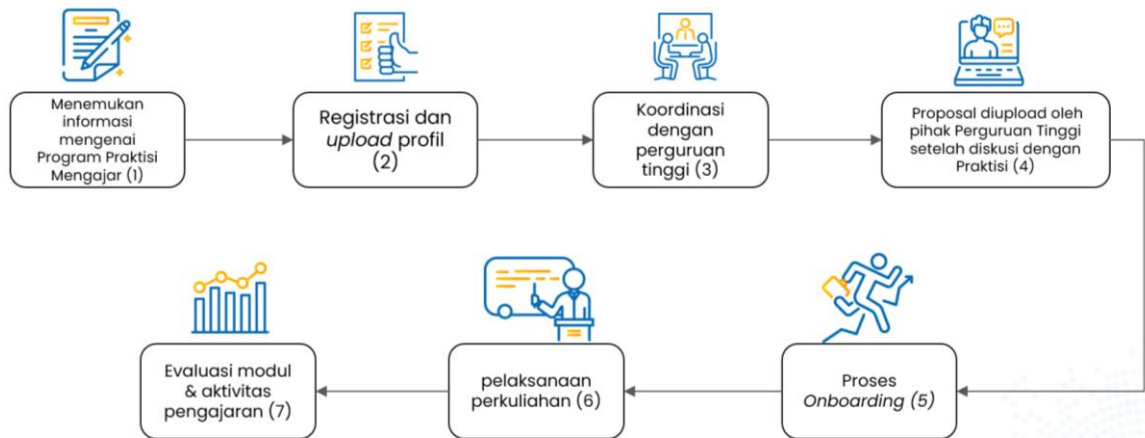 Menemukan
informasi
mengenai
Program Praktisi
Mengajar (1)
Registrasi dan
upload profil
(2)
Koordinasi
dengan
perguruan
tinggi (3)
Proposal diupload oleh
pihak Perguruan Tinggi
setelah diskusi dengan
Praktisi (4)
Proses
Onboarding (5)
pelaksanaan
perkuliahan (6)
Evaluasi modul
& aktivitas
pengajaran (7)